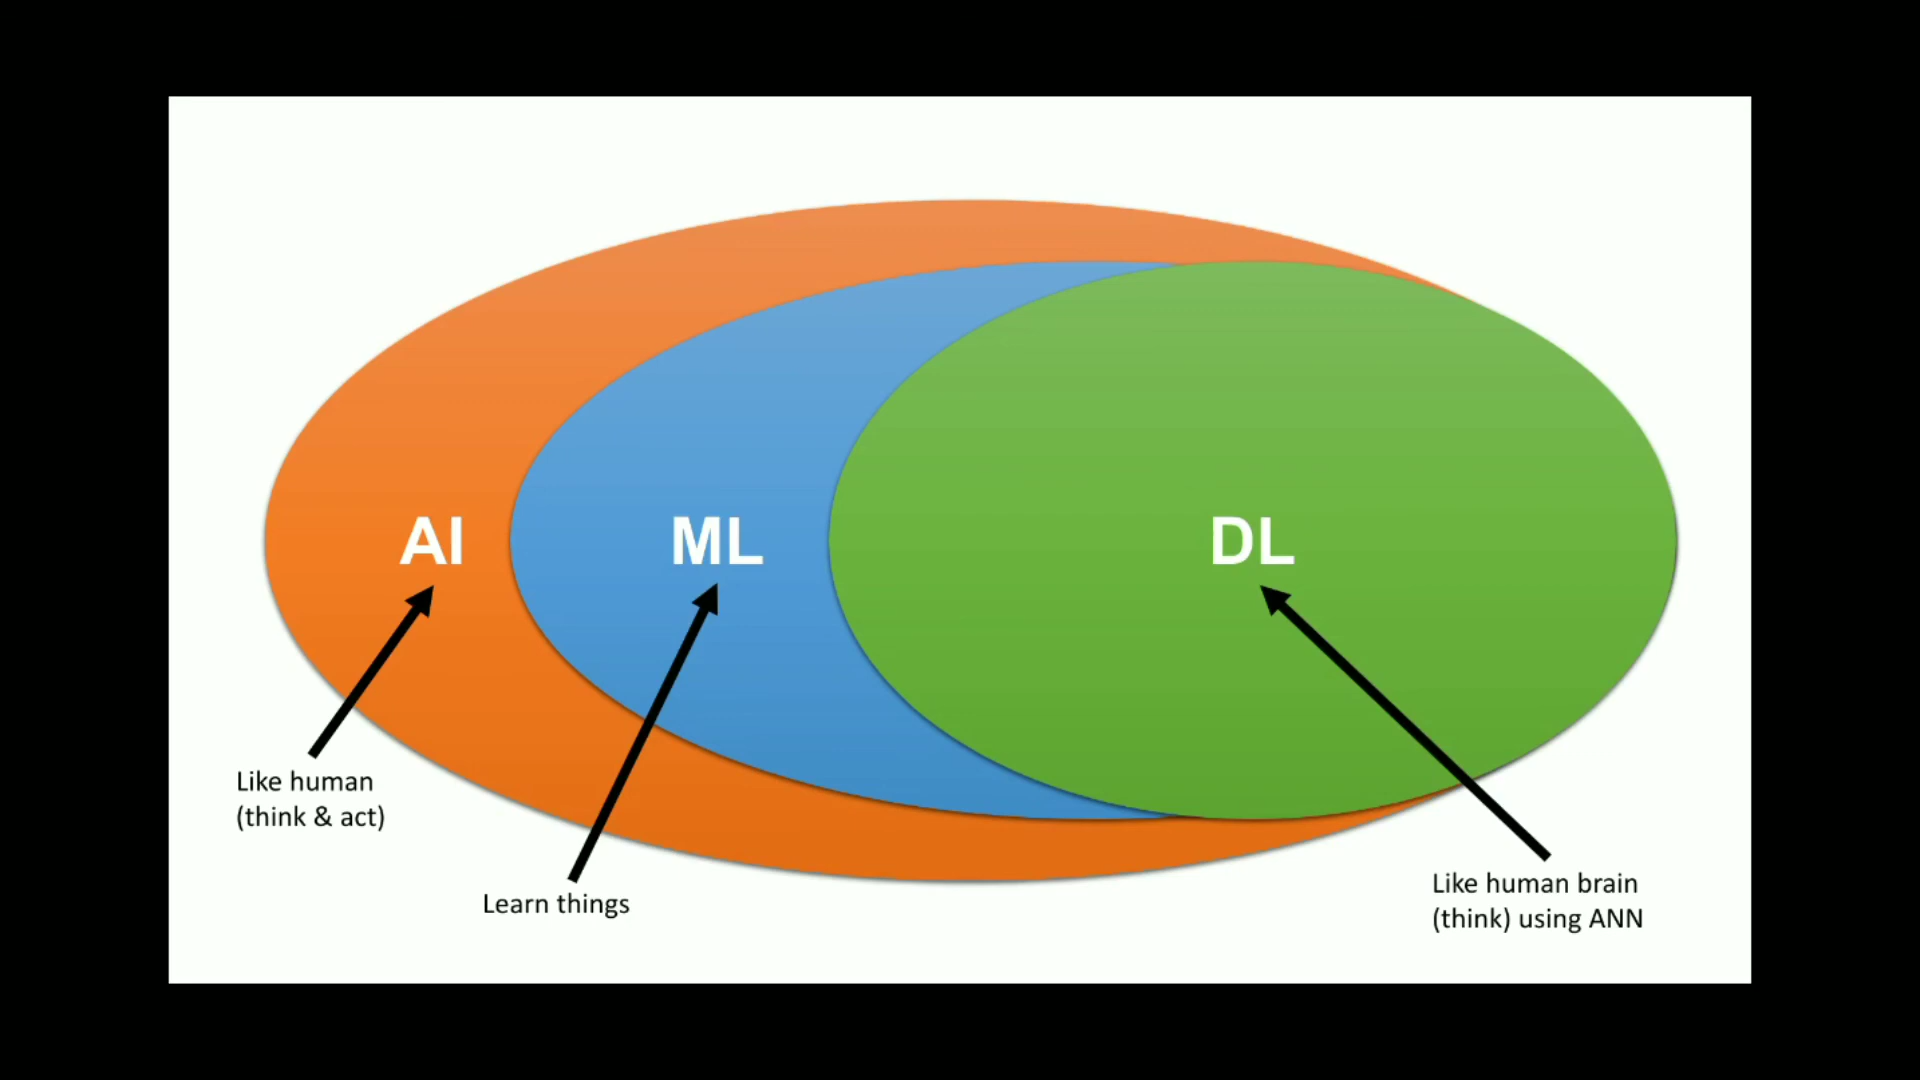 AI
ML
DL
Like human
(think & act)
Learn things
Like human brain
(think) using ANN